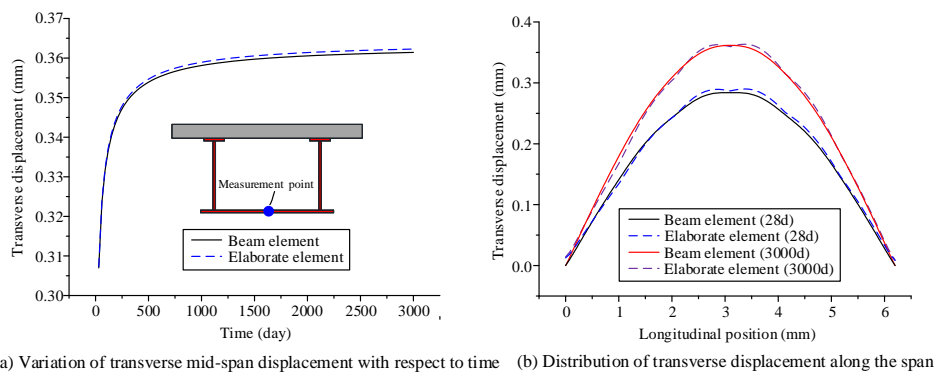 0.37
0.36
0.35
0.34
0.33
0.32
0.31
0.30
Transverse displacement (mm)
Measurement point
Beam element
Elaborate element
0 500 1000 1500 2000 2500 3000
Time (day)
a) Variation of transverse mid-span displacement with respect to time
0.4
0.3
0.2
0.1
0.0
Transverse displacement (mm)
Beam element (28d)
Elaborate element (28d)
Beam element (3000d)
Elaborate element (3000d)
0 1 2 3 4 5 6
Longitudinal position (mm)
(b) Distribution of transverse displacement along the span